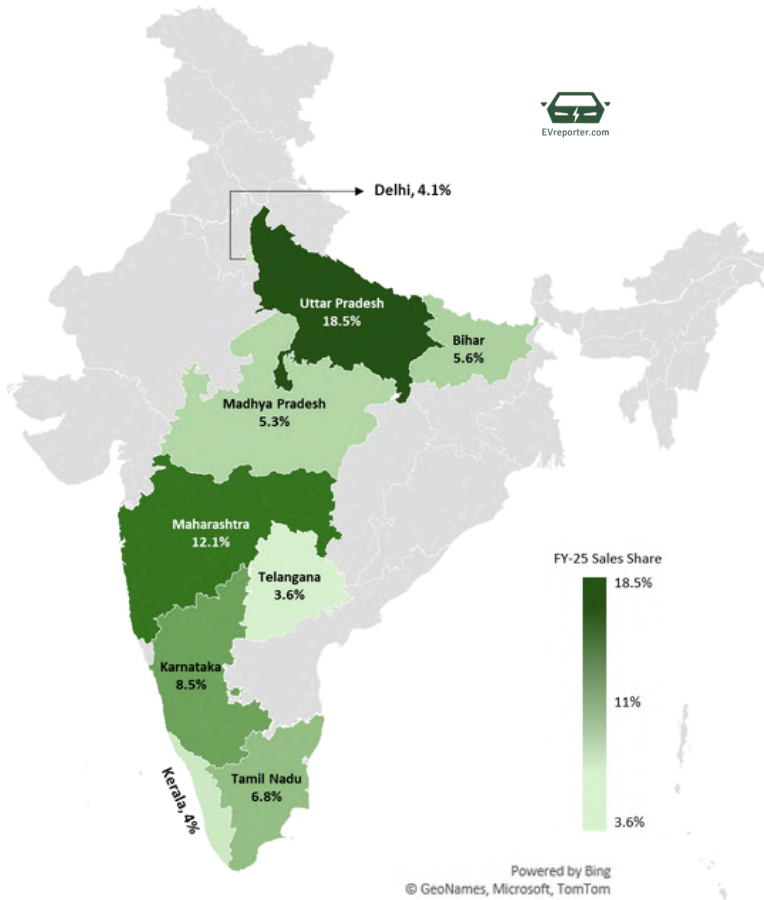 EVreporter.com
Delhi, 4.1%
Uttar Pradesh
18.5%
Bihar
5.6%
Madhya Pradesh
5.3%
Maharashtra
12.1%
Telangana
3.6%
Karnataka
8.5%
Tamil Nadu
6.8%
Kerala, 4%
FY-25 Sales Share
18.5%
11%
3.6%
Powered by Bing
© GeoNames, Microsoft, TomTom